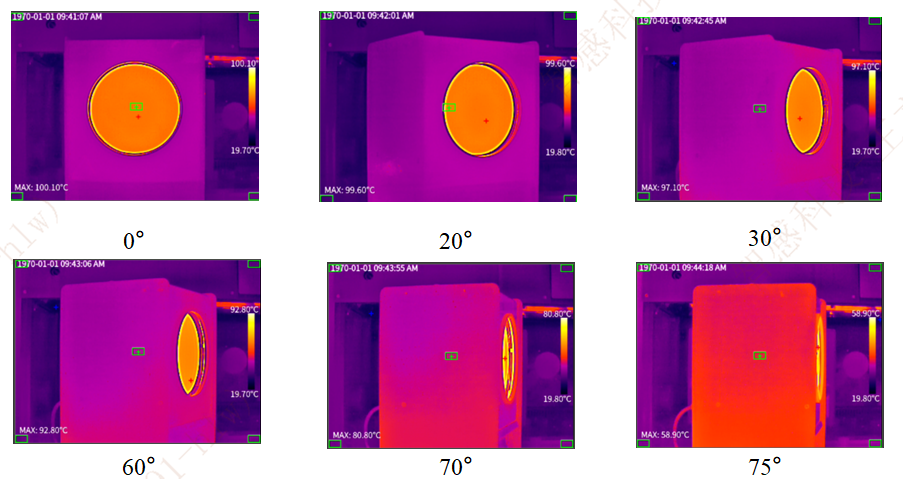 1970-01-01 09:41:07 AM
100.10°
19.70°C
MAX: 100.10°C
1970-01-01 09:42:01 AM
99.60°C
19.80°C
MAX: 99.60°C
1970-01-01 09:42:45 AM
97.10°C
19.70°C
MAX: 97.10°C
0°
20°
30°
1970-01-01 09:43:06 AM
92.80°C
19.70°C
MAX: 92.80°C
1970-01-01 09:43:55 AM
80.80°C
19.80°C
MAX: 80.80°C
1970-01-01 09:44:18 AM
58.90°C
19.80°C
MAX: 58.90°C
60°
70°
75°